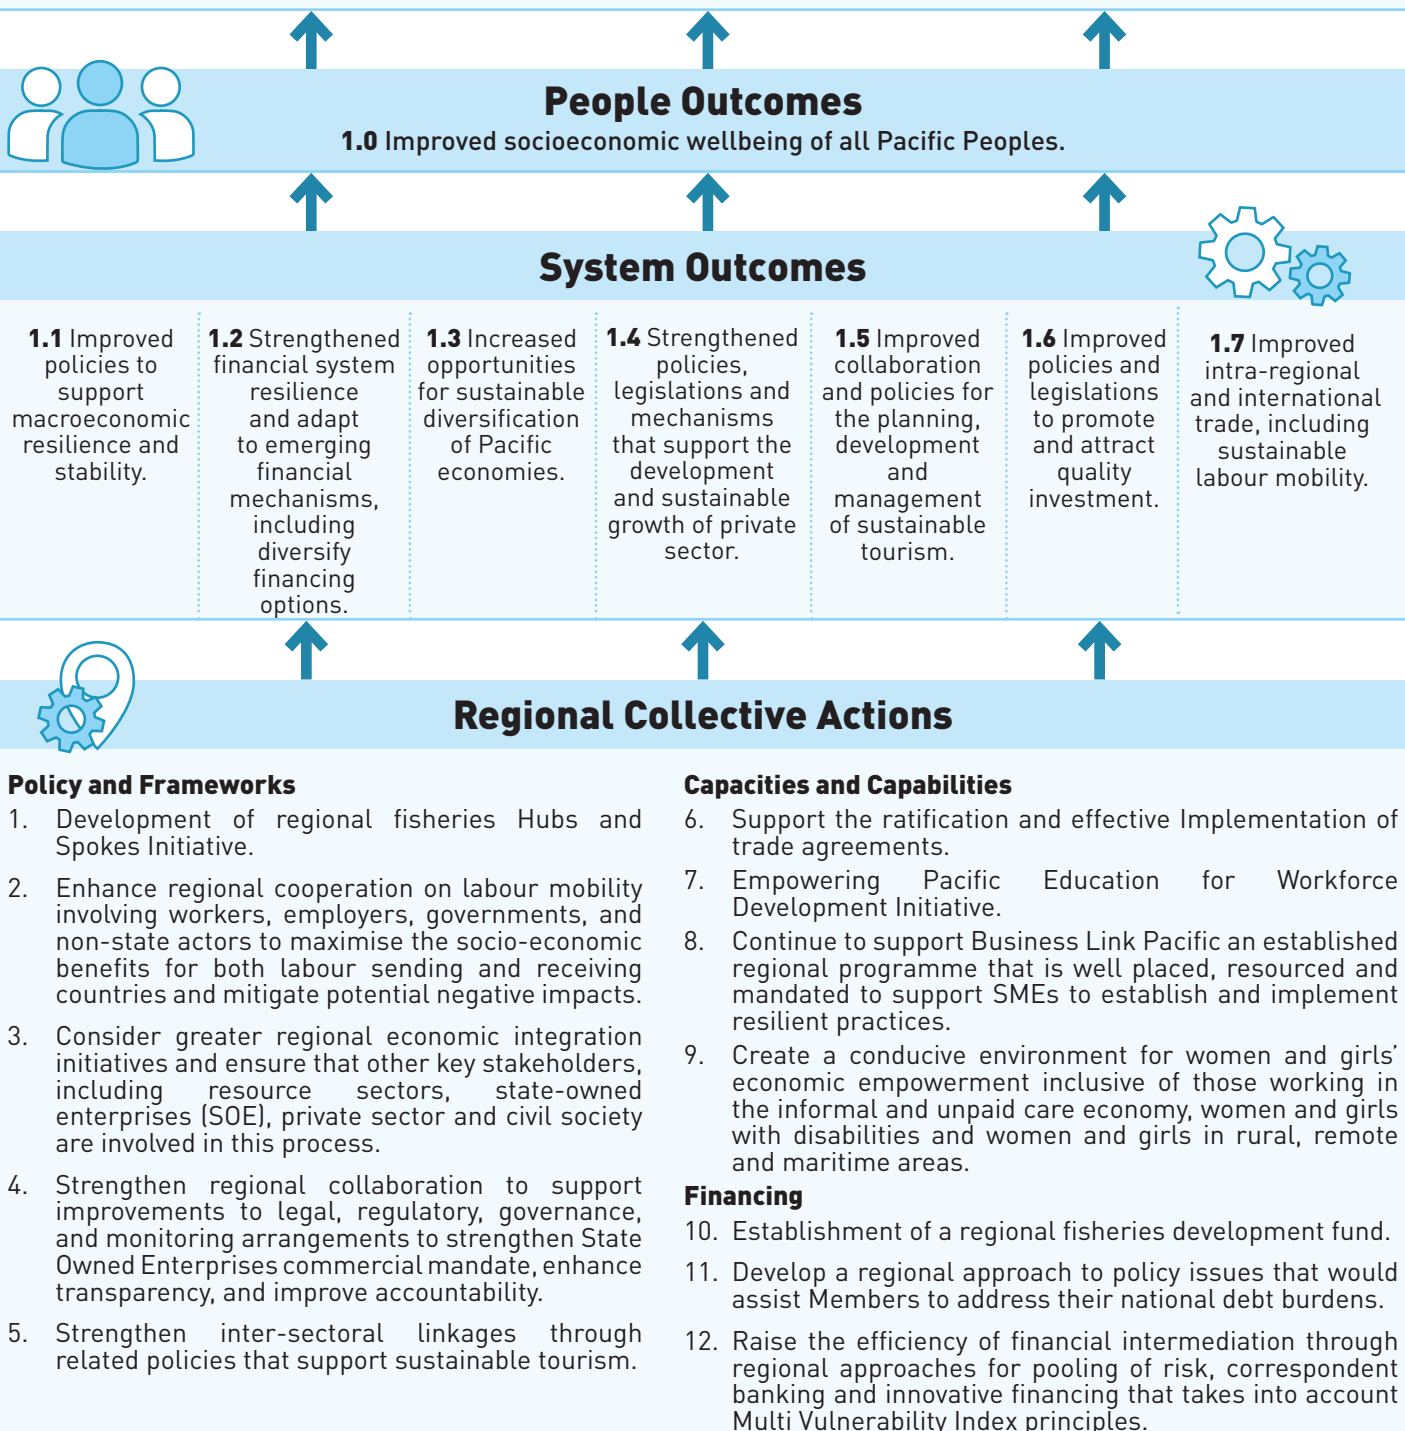 People Outcomes
1.0 Improved socioeconomic wellbeing of all Pacific Peoples.
System Outcomes
1.1 Improved
policies to
support
macroeconomic
resilience and
stability.
1.2 Strengthened
financial system
resilience
and adapt
to emerging
financial
mechanisms,
including
diversify
financing
options.
1.3 Increased
opportunities
for sustainable
diversification
of Pacific
economies.
1.4 Strengthened
policies,
legislations and
mechanisms
that support the
development
and sustainable
growth of private
sector.
1.5 Improved
collaboration
and policies for
the planning,
development
and
management
of sustainable
tourism.
1.6 Improved
policies and
legislations
to promote
and attract
quality
investment.
1.7 Improved
intra-regional
and international
trade, including
sustainable
labour mobility.
Regional Collective Actions
Policy and Frameworks
1. Development of regional fisheries Hubs and
Spokes Initiative.
2. Enhance regional cooperation on labour mobility
involving workers, employers, governments, and
non-state actors to maximise the socio-economic
benefits for both labour sending and receiving
countries and mitigate potential negative impacts.
3. Consider greater regional economic integration
initiatives and ensure that other key stakeholders,
including resource sectors, state-owned
enterprises (SOE), private sector and civil society
are involved in this process.
4. Strengthen regional collaboration to support
improvements to legal, regulatory, governance,
and monitoring arrangements to strengthen State
Owned Enterprises commercial mandate, enhance
transparency, and improve accountability.
5. Strengthen inter-sectoral linkages through
related policies that support sustainable tourism.
Capacities and Capabilities
6. Support the ratification and effective Implementation of
trade agreements.
7. Empowering Pacific Education for Workforce
Development Initiative.
8. Continue to support Business Link Pacific an established
regional programme that is well placed, resourced and
mandated to support SMEs to establish and implement
resilient practices.
9. Create a conducive environment for women and girls’
economic empowerment inclusive of those working in
the informal and unpaid care economy, women and girls
with disabilities and women and girls in rural, remote
and maritime areas.
Financing
10. Establishment of a regional fisheries development fund.
11. Develop a regional approach to policy issues that would
assist Members to address their national debt burdens.
12. Raise the efficiency of financial intermediation through
regional approaches for pooling of risk, correspondent
banking and innovative financing that takes into account
Multi Vulnerability Index principles.